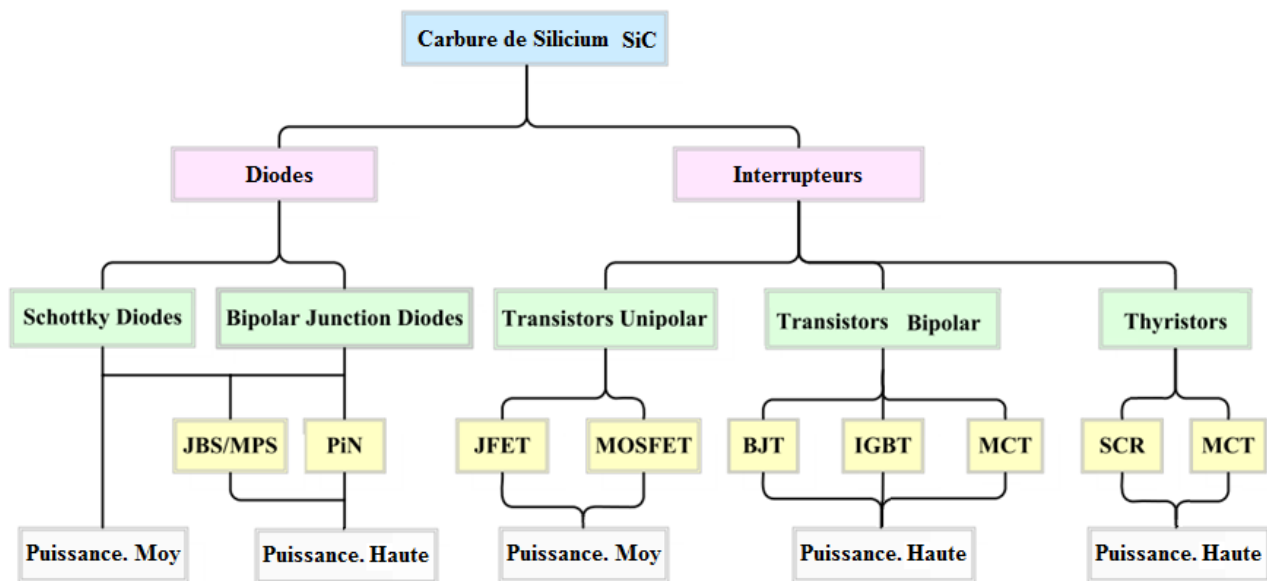 Carbure de Silicium SiC
Diodes
Interrupteurs
Schottky Diodes
Bipolar Junction Diodes
Transistors Unipolar
Transistors Bipolar
Thyristors
JBS/MPS
PiN
JFET
MOSFET
BJT
IGBT
MCT
SCR
MCT
Puissance. Moy
Puissance. Haute
Puissance. Moy
Puissance. Haute
Puissance. Haute